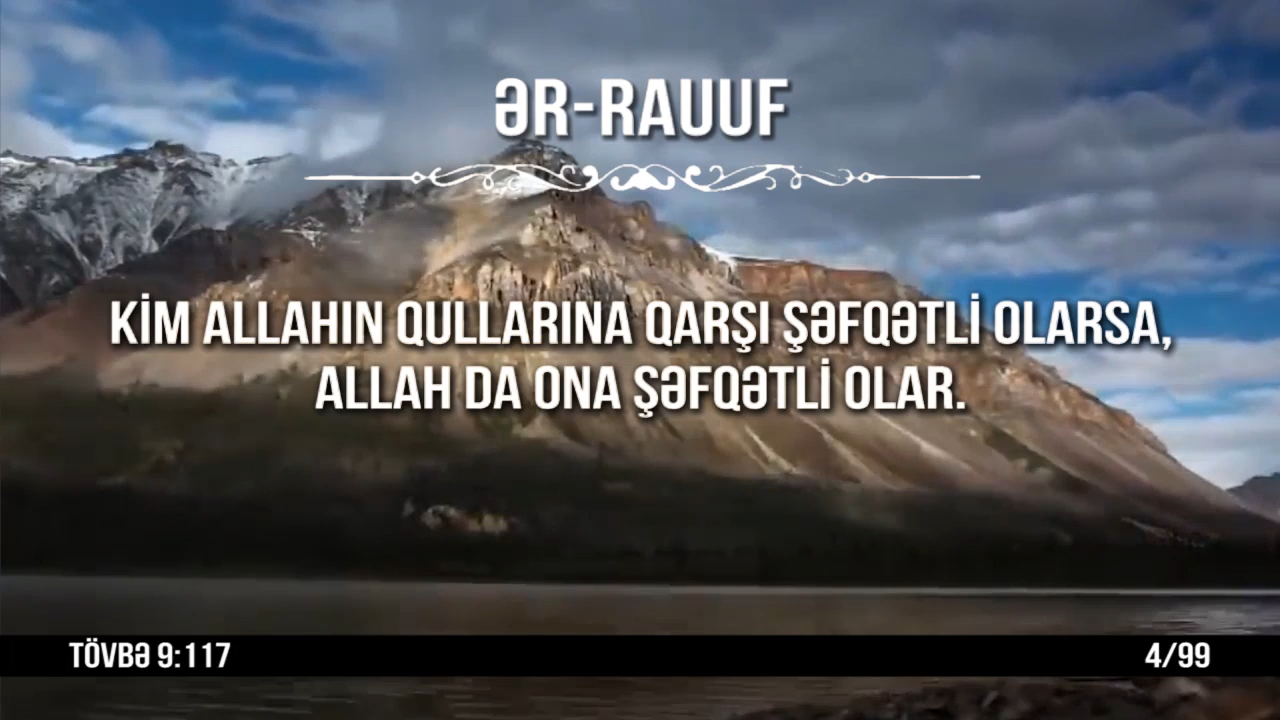 ƏR-RAUUF
KİM ALLAHIN QULLARINA QARŞI ŞƏFQƏTLİ OLARSA,
ALLAH DA ONA ŞƏFQƏTLİ OLAR.
TÖVBƏ 9:117
4/99